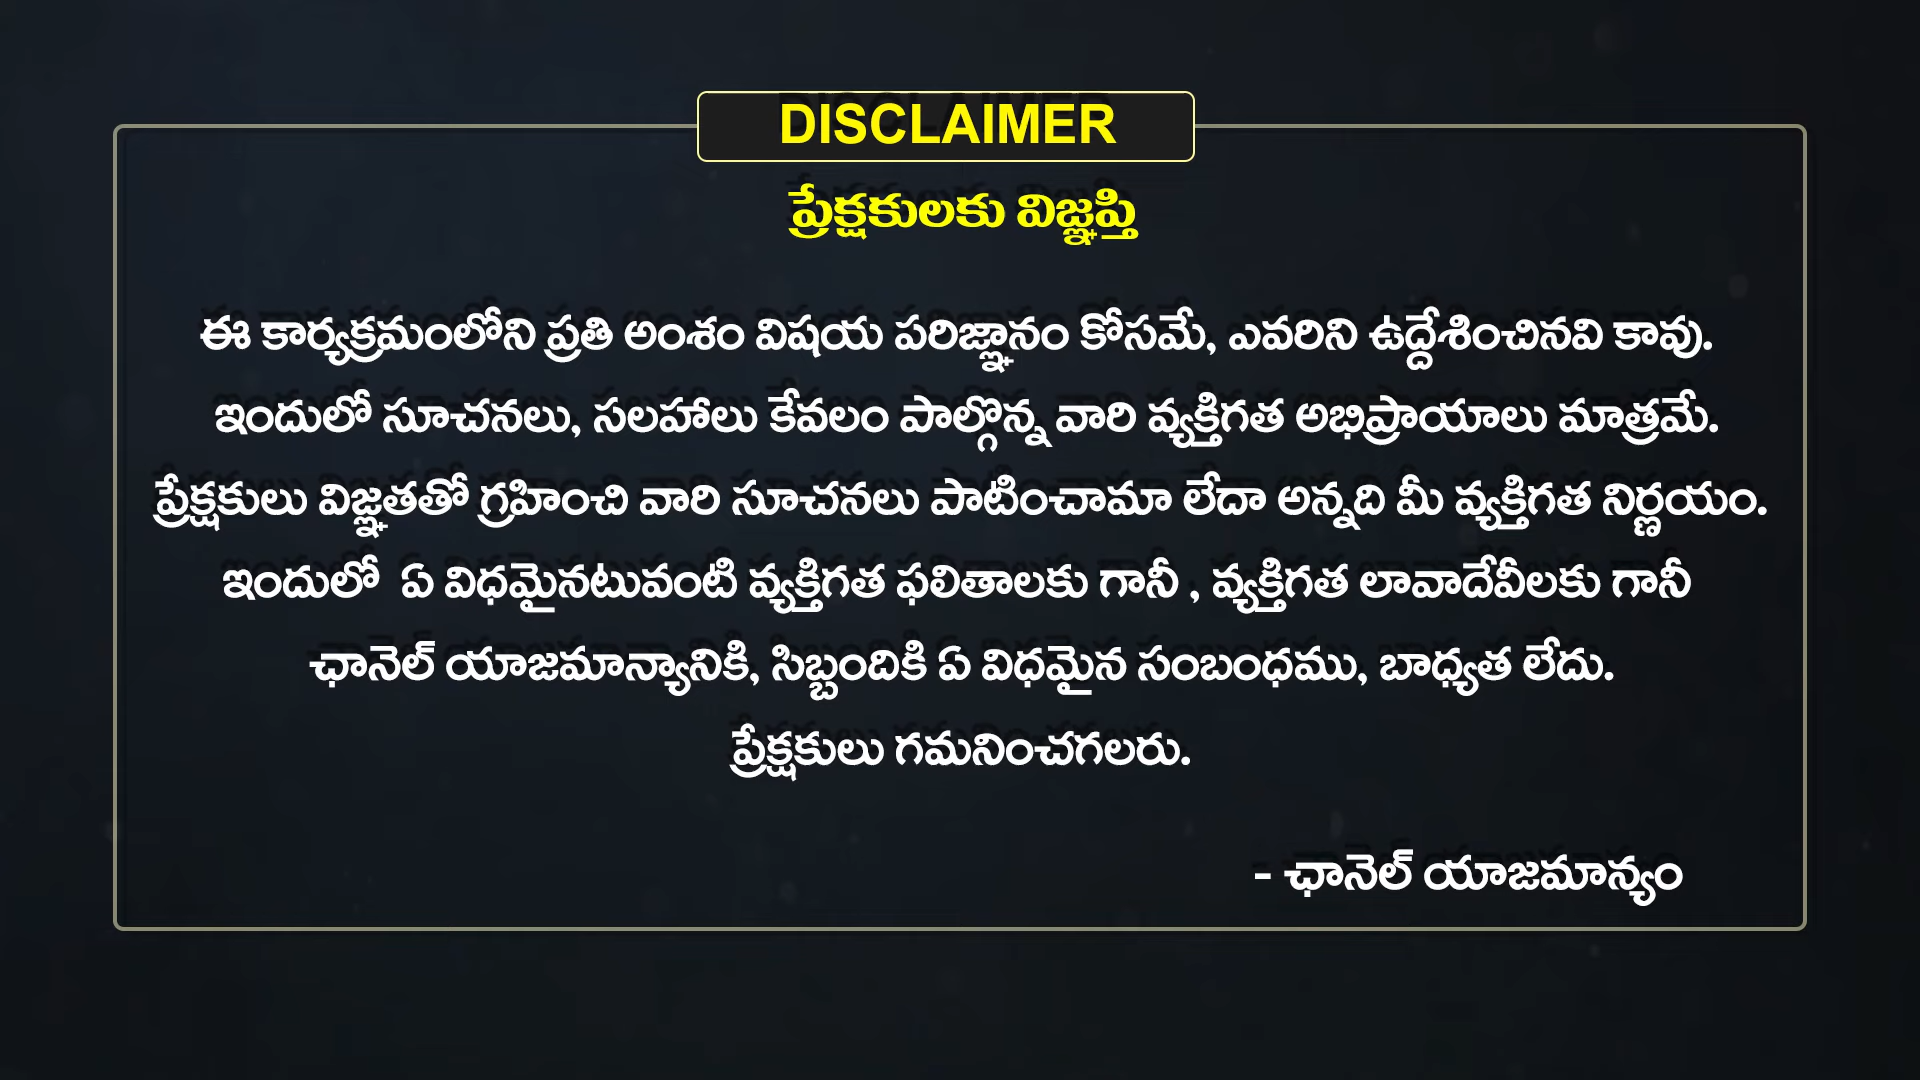 DISCLAIMER
ప్రేక్షకులకు విజ్ఞప్తి
ఈ కార్యక్రమంలోని ప్రతి అంశం విషయ పరిజ్ఞానం కోసమే, ఎవరిని ఉద్దేశించినవి కావు.
ఇందులో సూచనలు, సలహాలు కేవలం పాల్గొన్న వారి వ్యక్తిగత అభిప్రాయాలు మాత్రమే.
ప్రేక్షకులు విజ్ఞతతో గ్రహించి వారి సూచనలు పాటించామా లేదా అన్నది మీ వ్యక్తిగత నిర్ణయం.
ఇందులో ఏ విధమైనటువంటి వ్యక్తిగత ఫలితాలకు గానీ , వ్యక్తిగత లావాదేవీలకు గానీ
ఛానెల్ యాజమాన్యానికి, సిబ్బందికి ఏ విధమైన సంబంధము, బాధ్యత లేదు.
ప్రేక్షకులు గమనించగలరు.
- ఛానెల్ యాజమాన్యం